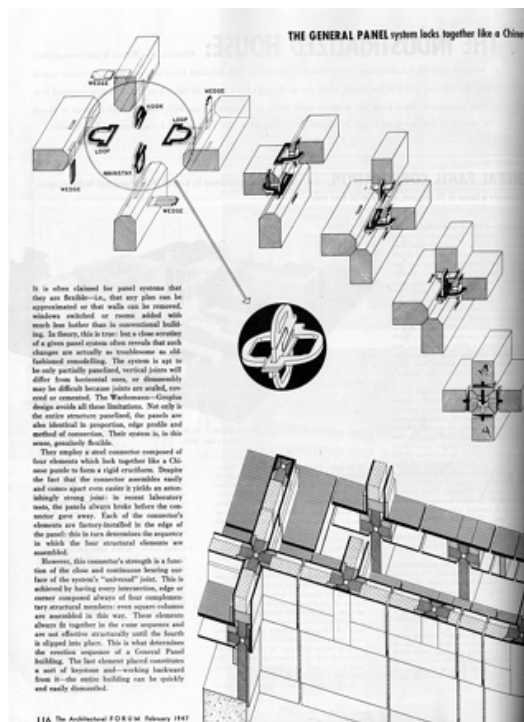 THE GENERAL PANEL system locks together like a Chine
WEDGE
WEDGE
HOOK
LOOP
LOOP
MAINSTAY
WEDGE
WEDGE
It is often claimed for panel systems that
they are flexible—i.e., that any plan can be
approximated or that walls can be removed,
windows switched or rooms added with
much less bother than in conventional build-
ing. In theory, this is true: but a close scrutiny
of a given panel system often reveals that such
changes are actually as troublesome as old-
fashioned remodelling. The system is apt to
be only partially panelized, vertical joints will
differ from horizontal ones, or disassembly
may be difficult because joints are sealed, cov-
ered or cemented. The Wachsmann—Gropius
design avoids all these limitations. Not only is
the entire structure panelized, the panels are
also identical in proportion, edge profile and
method of connection. Their system is, in this
sense, genuinely flexible.
They employ a steel connector composed of
four elements which lock together like a Chi-
nese puzzle to form a rigid cruciform. Despite
the fact that the connector assembles easily
and comes apart even easier it yields an aston-
ishingly strong joint: in recent laboratory
tests, the panels always broke before the con-
nector gave away. Each of the connector's
elements are factory-installed in the edge of
the panel: this in turn determines the sequence
in which the four structural elements are
assembled.
However, this connector's strength is a func-
tion of the close and continuous bearing sur-
face of the system's "universal" joint. This is
achieved by having every intersection, edge or
corner composed always of four complemen-
tary structural members: even square columns
are assembled in this way. These elements
always fit together in the same sequence and
are not effective structurally until the fourth
is slipped into place. This is what determines
the erection sequence of a General Panel
building. The last element placed constitutes
a sort of keystone and—working backward
from it—the entire building can be quickly
and easily dismantled.
116 The Architectural FORUM February 1947